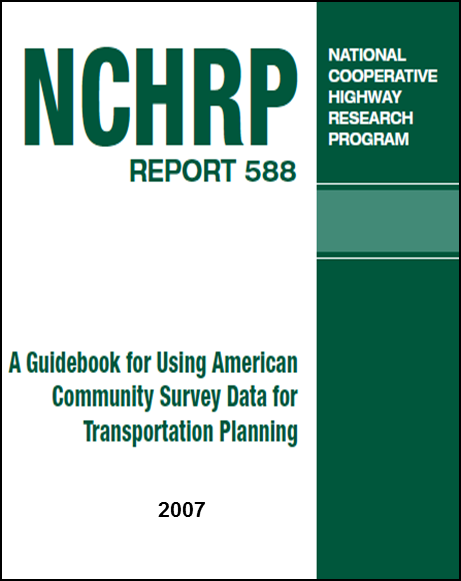 NCHRP
REPORT 588
NATIONAL
COOPERATIVE
HIGHWAY
RESEARCH
PROGRAM
A Guidebook for Using American
Community Survey Data for
Transportation Planning
2007